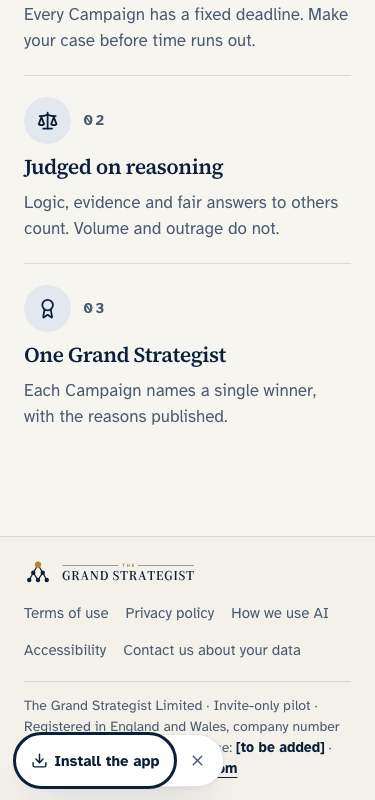 Every Campaign has a fixed deadline. Make
your case before time runs out.
02
Judged on reasoning
Logic, evidence and fair answers to others
count. Volume and outrage do not.
03
One Grand Strategist
Each Campaign names a single winner,
with the reasons published.
THE
GRAND STRATEGIST
Terms of use Privacy policy How we use AI
Accessibility Contact us about your data
The Grand Strategist Limited · Invite-only pilot ·
Registered in England and Wales, company number
[to be added] ·
Install the app